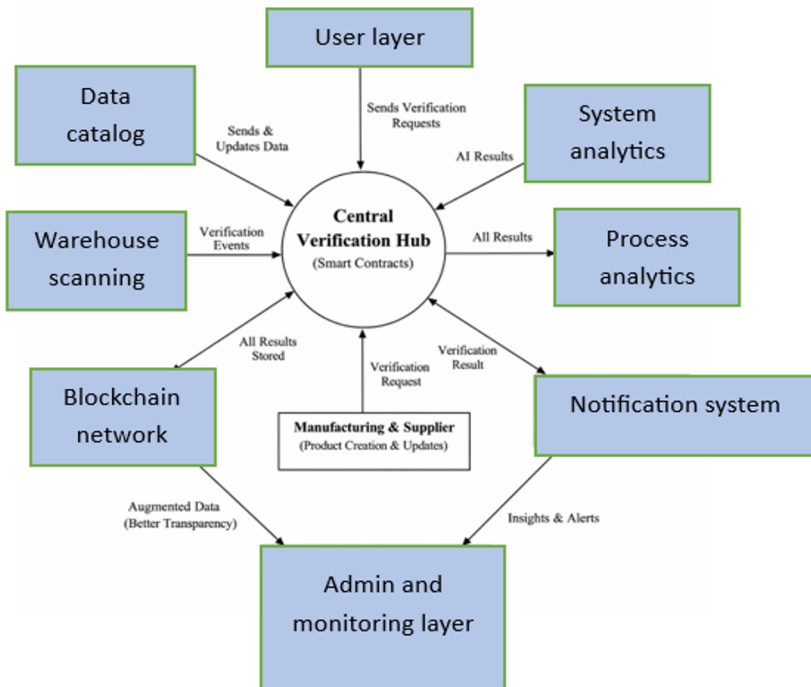 User layer
Data
catalog
Sends &
Updates Data
Sends Verification
Requests
System
analytics
AI Results
Central
Verification Hub
(Smart Contracts)
Warehouse
scanning
Verification
Events
All Results
Process
analytics
All Results
Stored
Verification
Request
Verification
Result
Blockchain
network
Manufacturing & Supplier
(Product Creation & Updates)
Notification system
Augmented Data
(Better Transparency)
Insights & Alerts
Admin and
monitoring layer